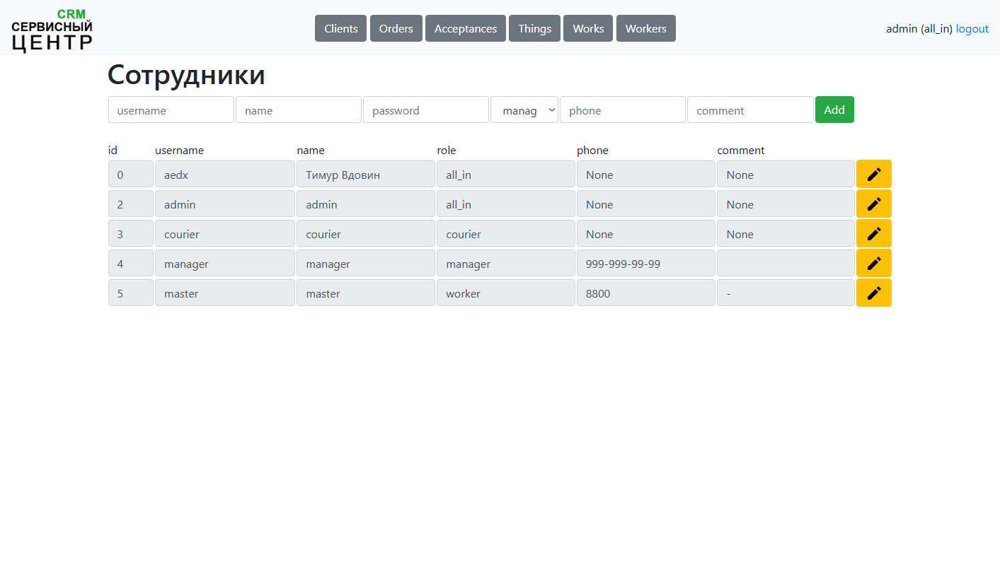 CRM
СЕРВИСНЫЙ
ЦЕНТР
Clients Orders Acceptances Things Works Workers
admin (all_in) logout
Сотрудники
username name password manag phone comment Add
id username name role phone comment
0 aedx Тимур Вдовин all_in None None
2 admin admin all_in None None
3 courier courier courier None None
4 manager manager manager 999-999-99-99
5 master master worker 8800 -